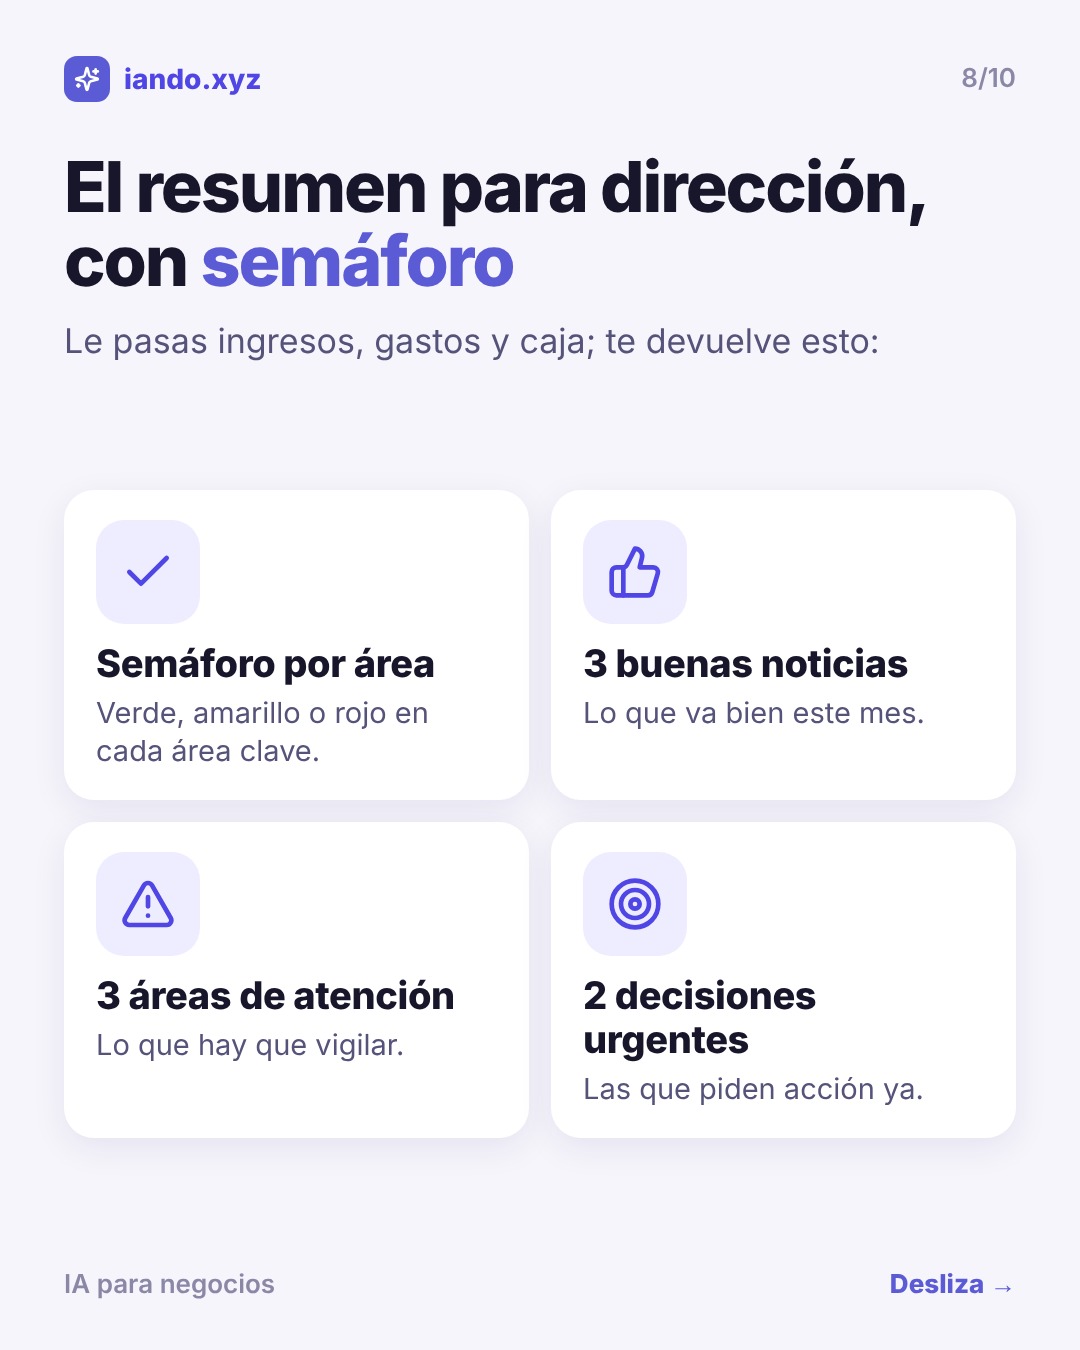 iando.xyz
8/10
El resumen para dirección,
con semáforo
Le pasas ingresos, gastos y caja; te devuelve esto:
Semáforo por área
Verde, amarillo o rojo en
cada área clave.
3 buenas noticias
Lo que va bien este mes.
3 áreas de atención
Lo que hay que vigilar.
2 decisiones
urgentes
Las que piden acción ya.
IA para negocios
Desliza →